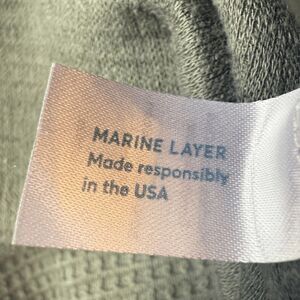 MARINE LAYER
Made responsibly
in the USA